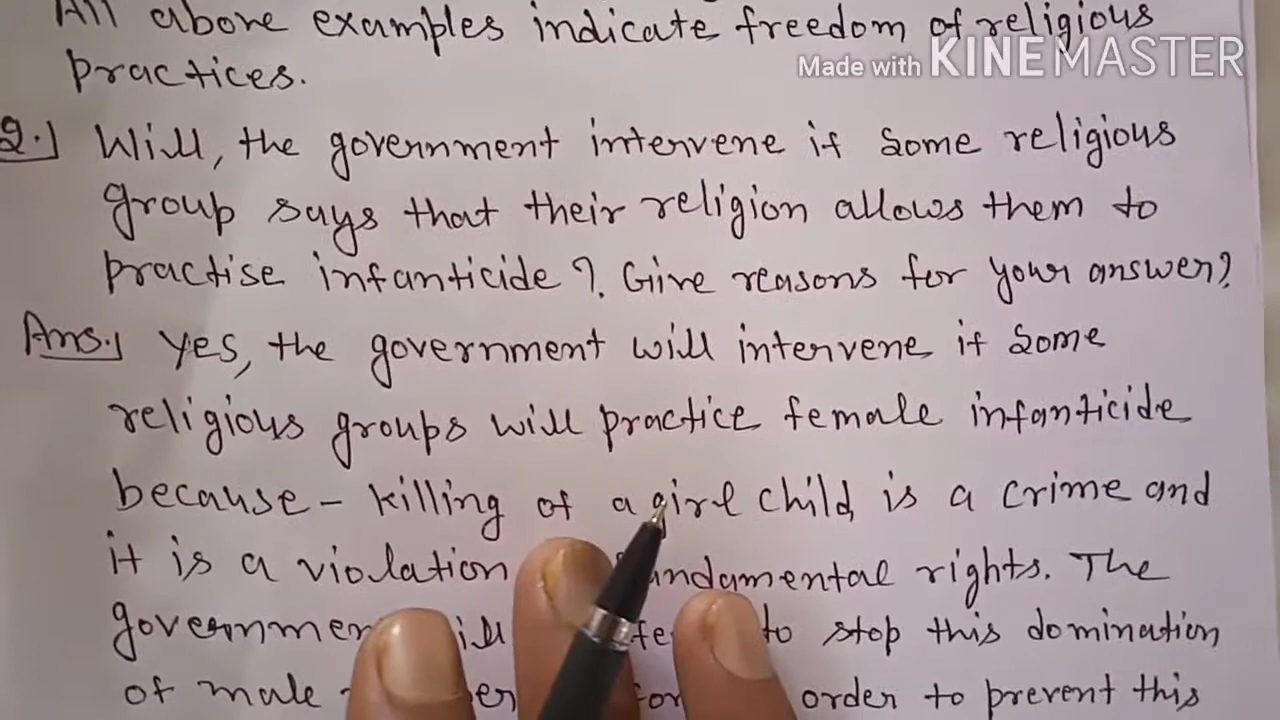 All above examples indicate freedom of religious
practices.
Made with KINEMASTER
2.] Will, the government intervene if some religious
group says that their religion allows them to
practise infanticide ?. Give reasons for your answer?
Ans.] Yes, the government will intervene if some
religious groups will practice female infanticide
because - killing of a girl child is a crime and
it is a violation fundamental rights. The
government to stop this domination
of male order to prevent this